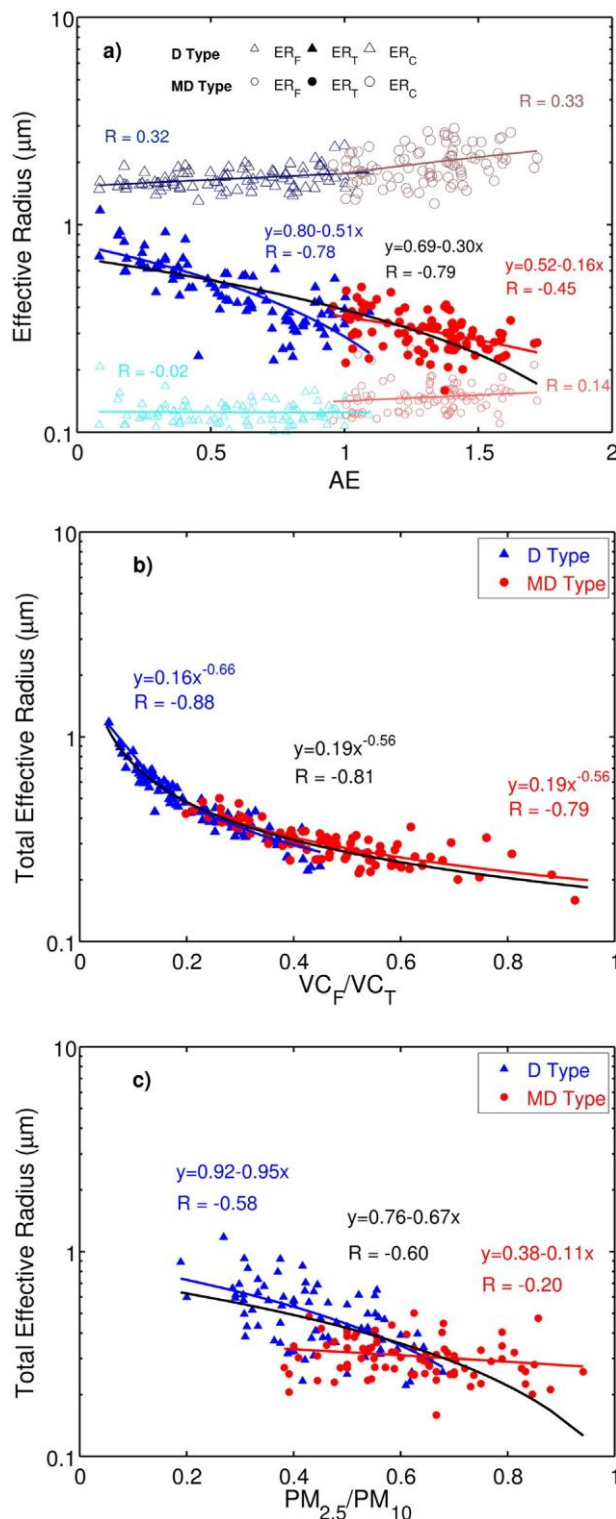 10
a)
D Type △ ER_F ▲ ER_T △ ER_C
MD Type ○ ER_F ● ER_T ○ ER_C
R = 0.33
R = 0.32
1
y=0.80-0.51x
R = -0.78
y=0.69-0.30x
R = -0.79
y=0.52-0.16x
R = -0.45
R = -0.02
R = 0.14
0.1
Effective Radius (μm)
0 0.5 1 1.5 2
AE
10
b)
D Type
MD Type
y=0.16x^-0.66
R = -0.88
1
y=0.19x^-0.56
R = -0.81
y=0.19x^-0.56
R = -0.79
0.1
Total Effective Radius (μm)
0 0.2 0.4 0.6 0.8 1
VC_F/VC_T
10
c)
D Type
MD Type
y=0.92-0.95x
R = -0.58
y=0.76-0.67x
R = -0.60
1
y=0.38-0.11x
R = -0.20
0.1
Total Effective Radius (μm)
0 0.2 0.4 0.6 0.8 1
PM_2.5/PM_10